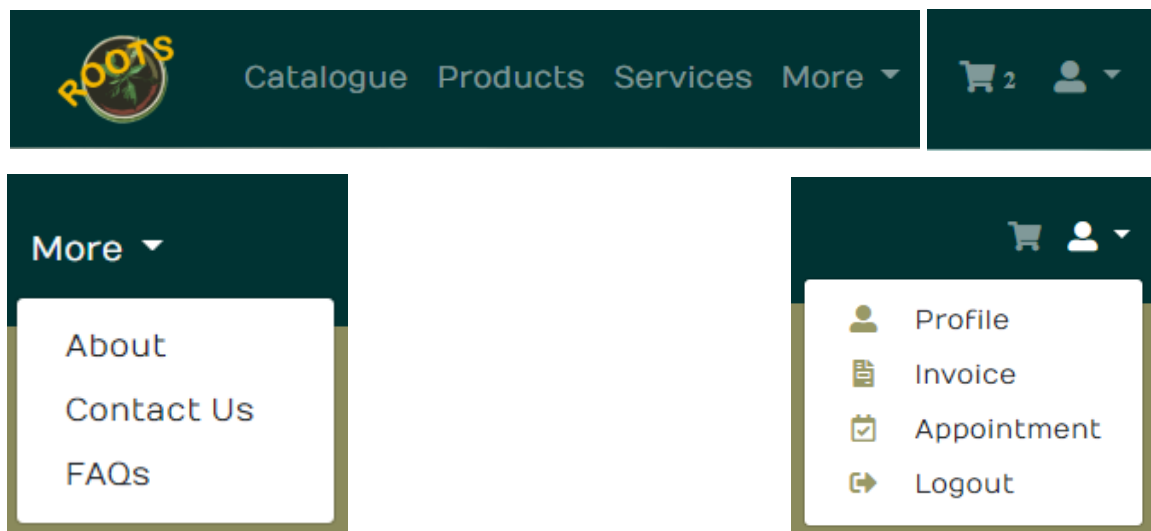 ROOTS Catalogue Products Services More 2
More
About
Contact Us
FAQs
Profile
Invoice
Appointment
Logout